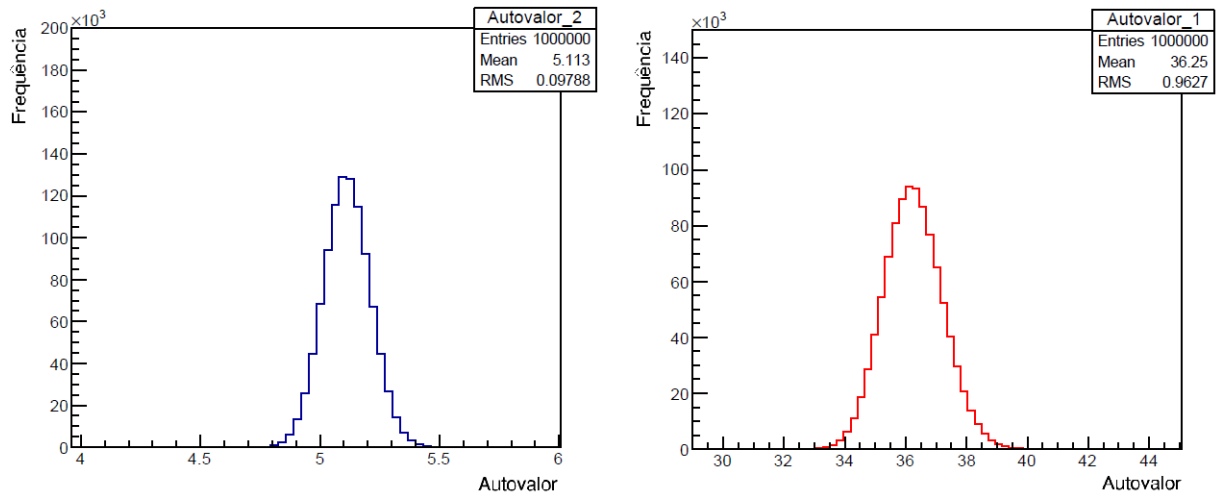 ×10³
Autovalor_2
Entries 1000000
Mean 5.113
RMS 0.09788
Frequência
200
180
160
140
120
100
80
60
40
20
0
4 4.5 5 5.5 6
Autovalor
×10³
Autovalor_1
Entries 1000000
Mean 36.25
RMS 0.9627
Frequência
140
120
100
80
60
40
20
0
30 32 34 36 38 40 42 44
Autovalor